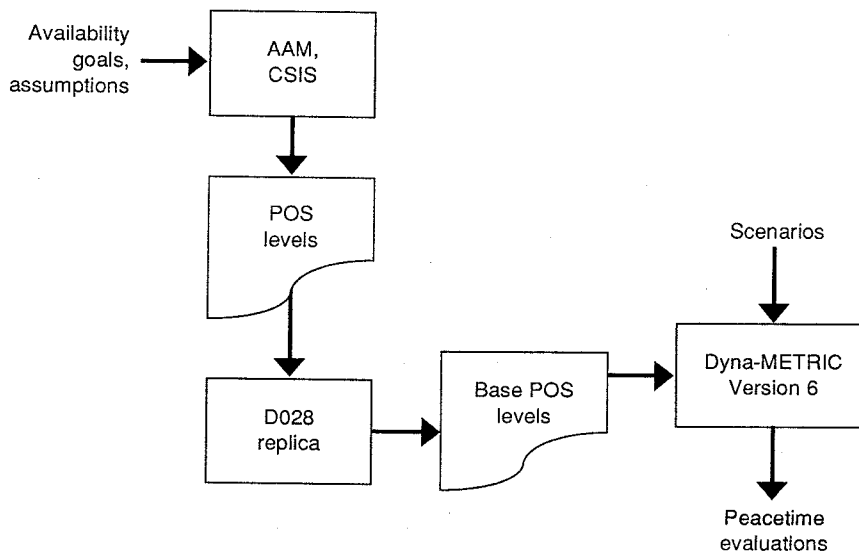 Availability
goals,
assumptions
AAM,
CSIS
POS
levels
D028
replica
Base POS
levels
Scenarios
Dyna-METRIC
Version 6
Peacetime
evaluations